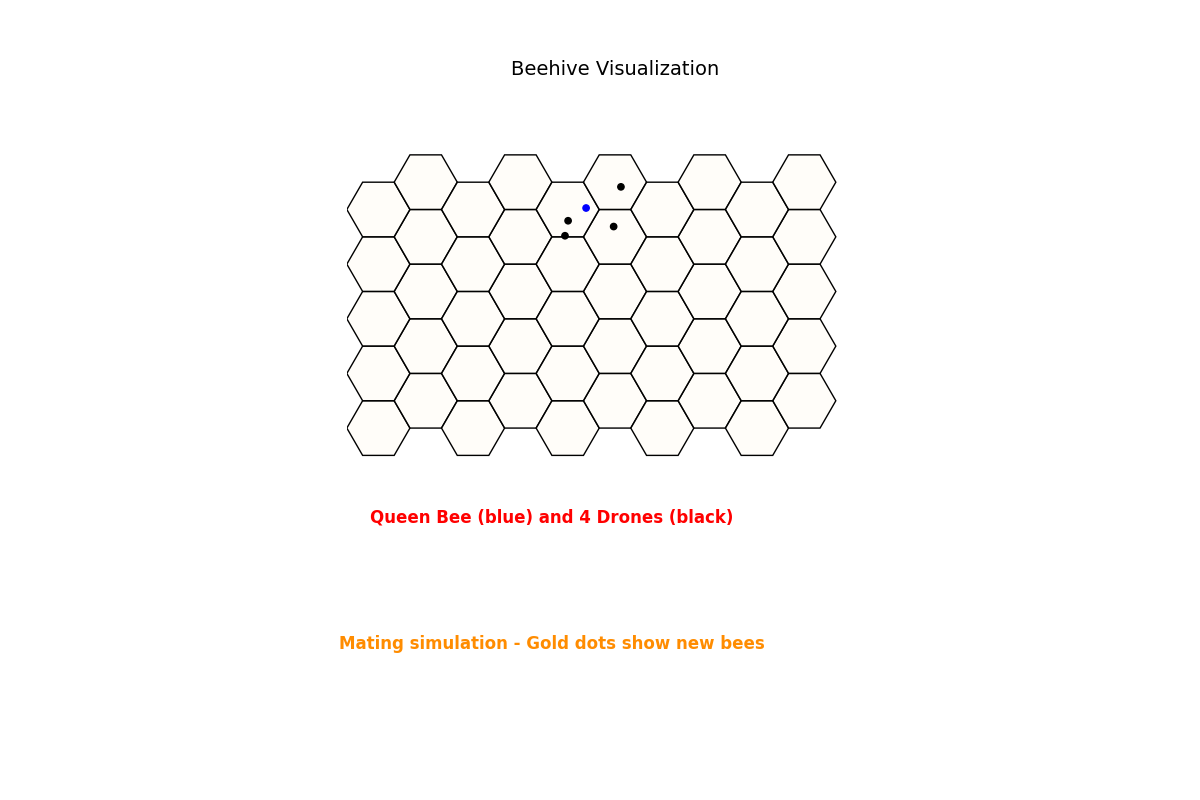 Beehive Visualization
Queen Bee (blue) and 4 Drones (black)
Mating simulation - Gold dots show new bees